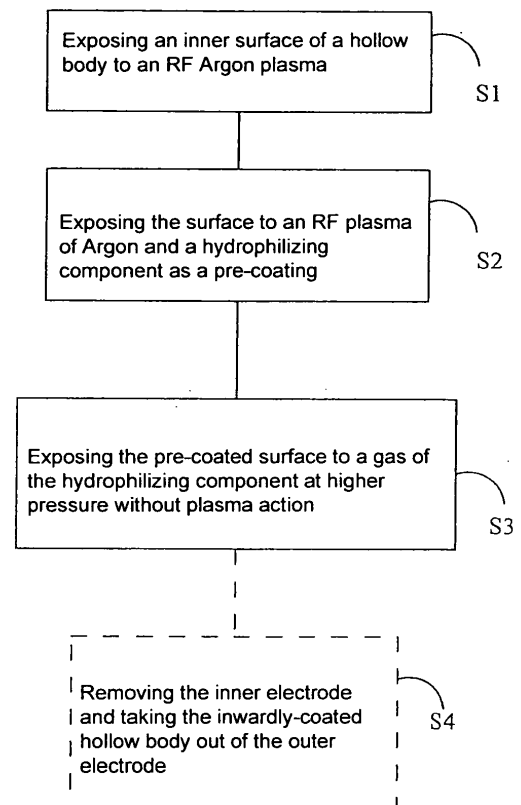 Exposing an inner surface of a hollow
body to an RF Argon plasma
S1
Exposing the surface to an RF plasma
of Argon and a hydrophilizing
component as a pre-coating
S2
Exposing the pre-coated surface to a gas of
the hydrophilizing component at higher
pressure without plasma action
S3
Removing the inner electrode
and taking the inwardly-coated
hollow body out of the outer
electrode
S4